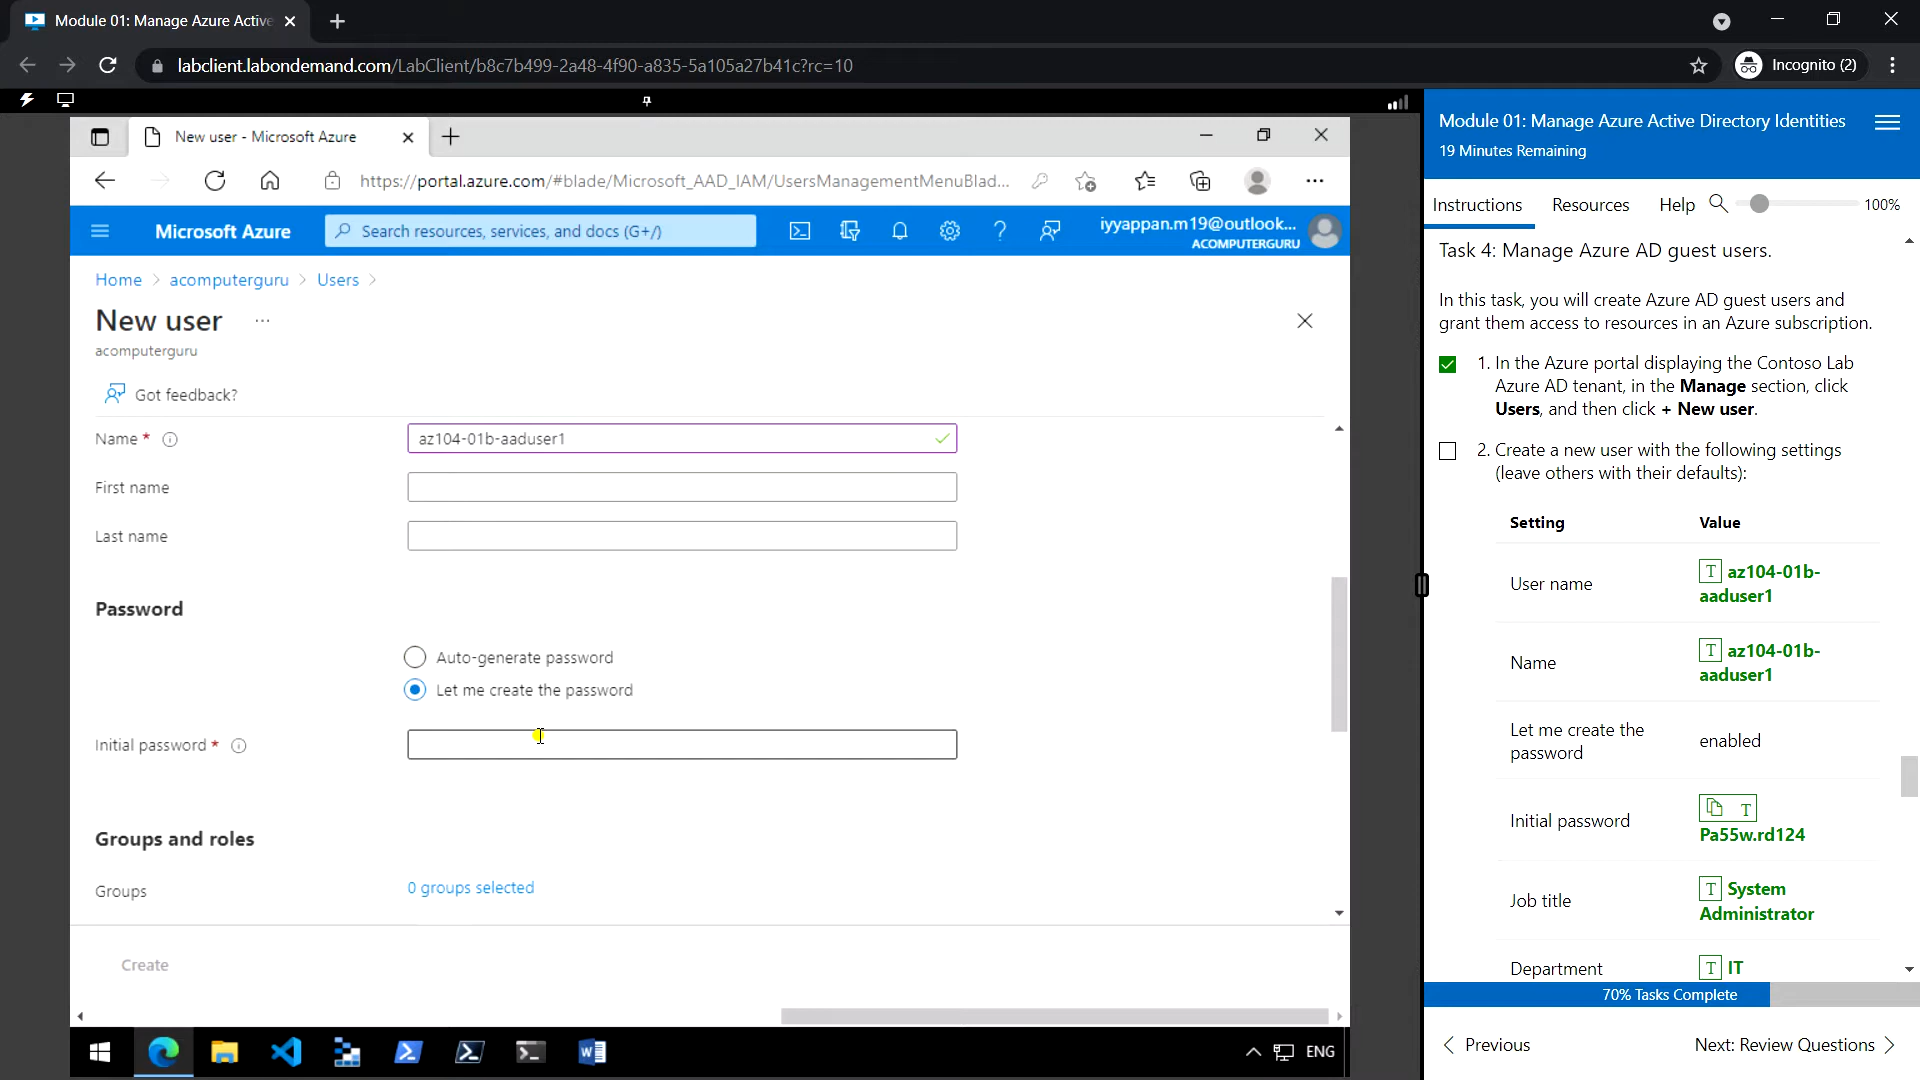 Module 01: Manage Azure Active
labclient.labondemand.com/LabClient/b8c7b499-2a48-4f90-a835-5a105a27b41c?rc=10
Incognito (2)
New user - Microsoft Azure
https://portal.azure.com/#blade/Microsoft_AAD_IAM/UsersManagementMenuBlad...
Microsoft Azure
Search resources, services, and docs (G+/)
iyyappan.m19@outlook...
ACOMPUTERGURU
Home > acomputerguru > Users >
New user ...
acomputerguru
Got feedback?
Name *
az104-01b-aaduser1
First name
Last name
Password
Auto-generate password
Let me create the password
Initial password *
Groups and roles
Groups
0 groups selected
Create
ENG
Module 01: Manage Azure Active Directory Identities
19 Minutes Remaining
Instructions
Resources
Help
100%
Task 4: Manage Azure AD guest users.
In this task, you will create Azure AD guest users and
grant them access to resources in an Azure subscription.
1. In the Azure portal displaying the Contoso Lab
Azure AD tenant, in the Manage section, click
Users, and then click + New user.
2. Create a new user with the following settings
(leave others with their defaults):
Setting Value
User name
T az104-01b-
aaduser1
Name
T az104-01b-
aaduser1
Let me create the
password
enabled
Initial password
T
Pa55w.rd124
Job title
T System
Administrator
Department
T IT
70% Tasks Complete
< Previous
Next: Review Questions >